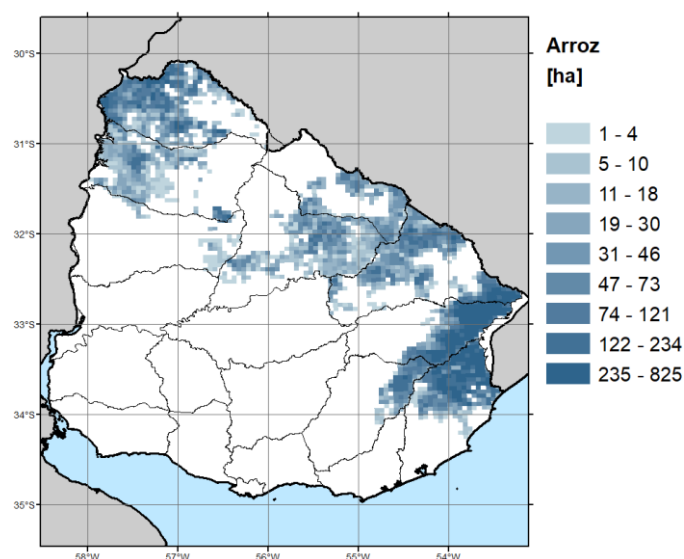 30°S
31°S
32°S
33°S
34°S
35°S
58°W
57°W
56°W
55°W
54°W
Arroz
[ha]
1 - 4
5 - 10
11 - 18
19 - 30
31 - 46
47 - 73
74 - 121
122 - 234
235 - 825